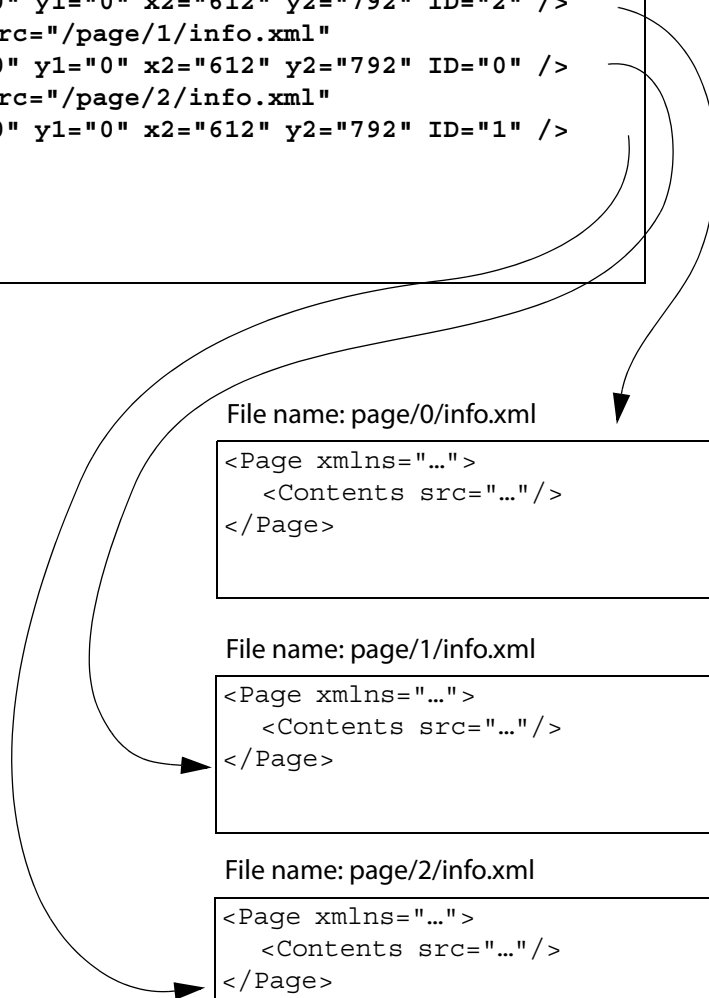 y1="0" x2="612" y2="792" ID="2" />
rc="/page/1/info.xml"
" y1="0" x2="612" y2="792" ID="0" />
rc="/page/2/info.xml"
" y1="0" x2="612" y2="792" ID="1" />
File name: page/0/info.xml
<Page xmlns="…">
<Contents src="…"/>
</Page>
File name: page/1/info.xml
<Page xmlns="…">
<Contents src="…"/>
</Page>
File name: page/2/info.xml
<Page xmlns="…">
<Contents src="…"/>
</Page>